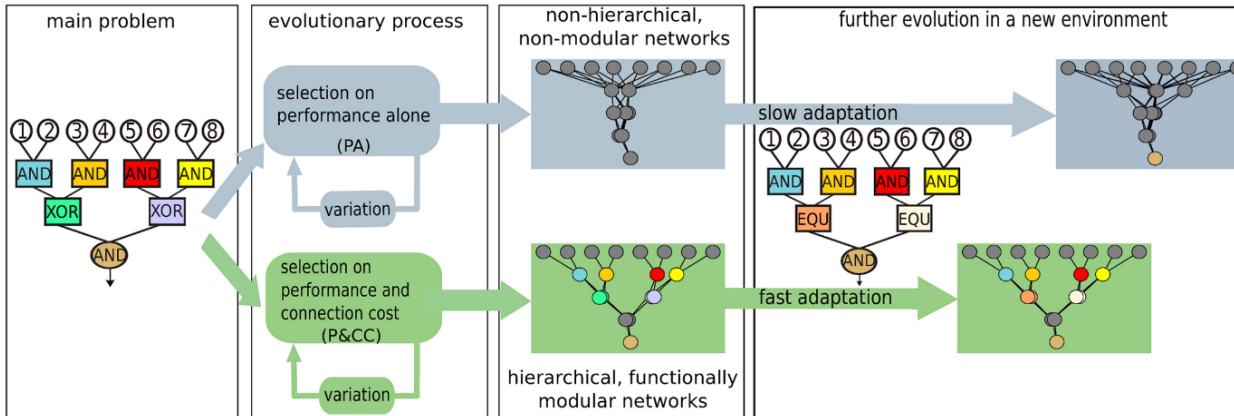 main problem
1 2 3 4 5 6 7 8
AND AND AND AND
XOR XOR
AND
evolutionary process
selection on
performance alone
(PA)
variation
selection on
performance and
connection cost
(P&CC)
variation
non-hierarchical,
non-modular networks
hierarchical, functionally
modular networks
further evolution in a new environment
slow adaptation
1 2 3 4 5 6 7 8
AND AND AND AND
EQU EQU
AND
fast adaptation